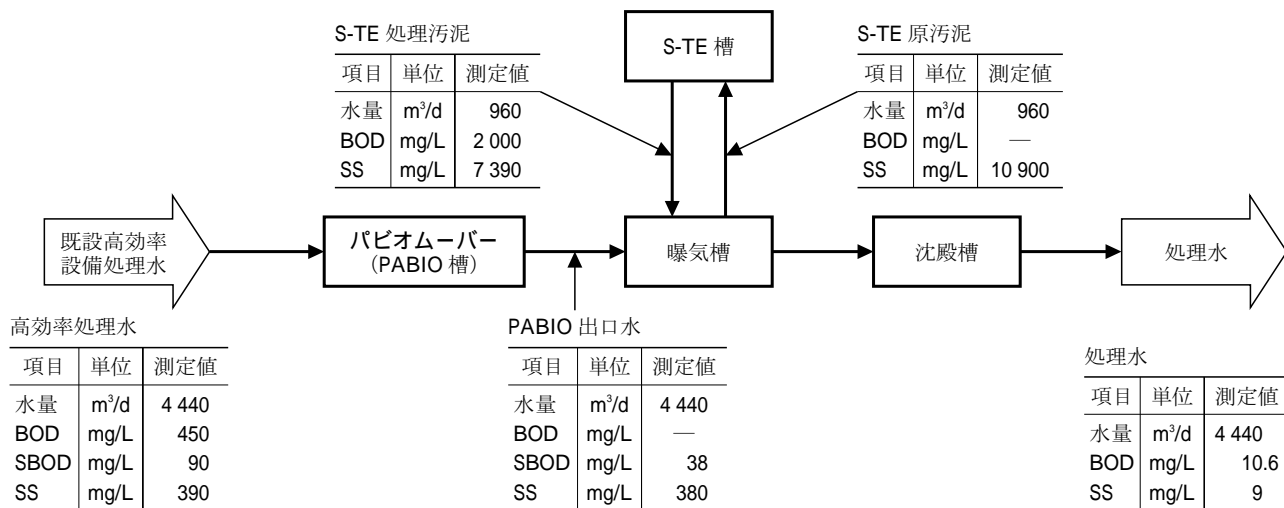 S-TE 処理汚泥
項目 単位 測定値
水量 m³/d 960
BOD mg/L 2 000
SS mg/L 7 390
S-TE 槽
S-TE 原汚泥
項目 単位 測定値
水量 m³/d 960
BOD mg/L —
SS mg/L 10 900
既設高効率
設備処理水
パビオムーバー
（PABIO 槽）
曝気槽
沈殿槽
処理水
高効率処理水
項目 単位 測定値
水量 m³/d 4 440
BOD mg/L 450
SBOD mg/L 90
SS mg/L 390
PABIO 出口水
項目 単位 測定値
水量 m³/d 4 440
BOD mg/L —
SBOD mg/L 38
SS mg/L 380
処理水
項目 単位 測定値
水量 m³/d 4 440
BOD mg/L 10.6
SS mg/L 9